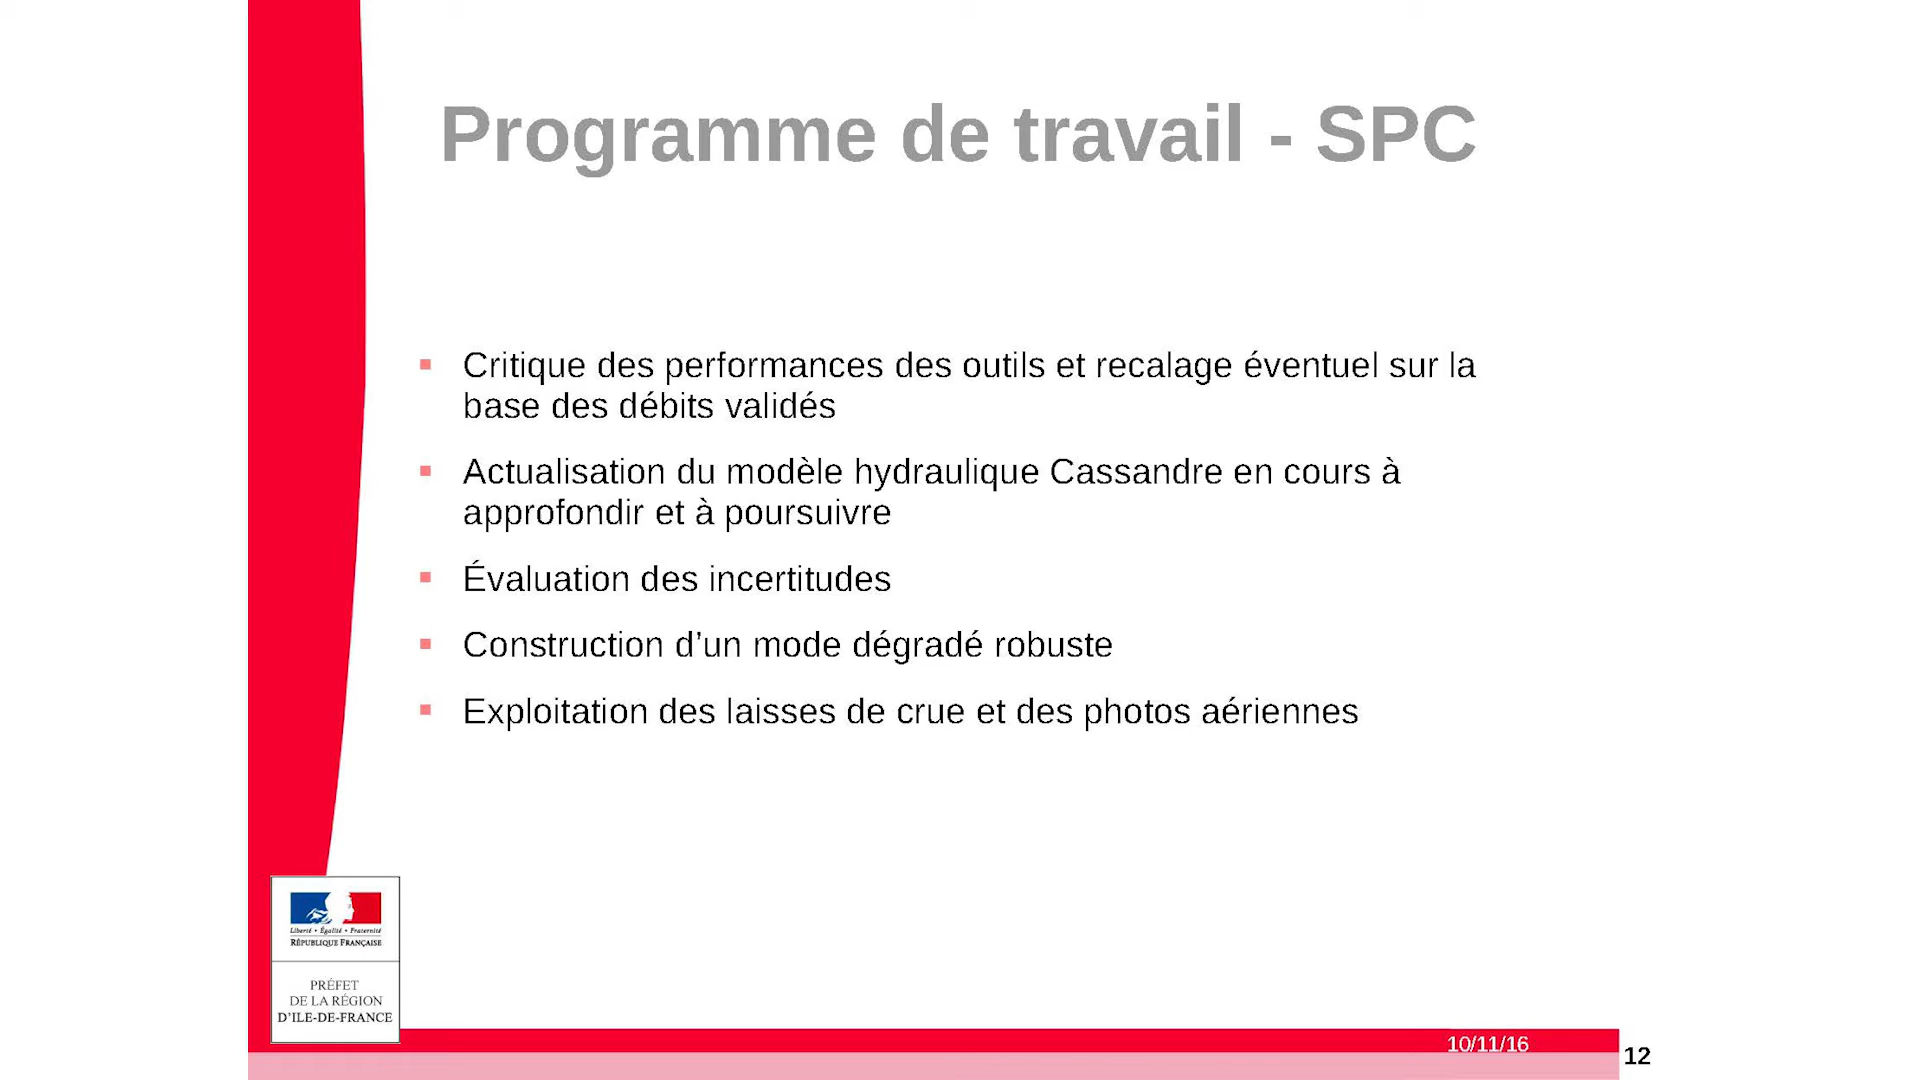 Programme de travail - SPC
Critique des performances des outils et recalage éventuel sur la
base des débits validés
Actualisation du modèle hydraulique Cassandre en cours à
approfondir et à poursuivre
Évaluation des incertitudes
Construction d’un mode dégradé robuste
Exploitation des laisses de crue et des photos aériennes
Liberté • Égalité • Fraternité
RÉPUBLIQUE FRANÇAISE
PRÉFET
DE LA RÉGION
D’ILE-DE-FRANCE
10/11/16
12